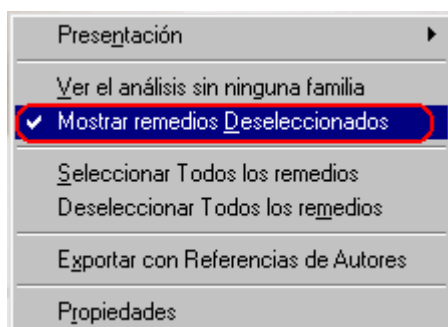 Presentación
Ver el análisis sin ninguna familia
Mostrar remedios Deseleccionados
Seleccionar Todos los remedios
Deseleccionar Todos los remedios
Exportar con Referencias de Autores
Propiedades